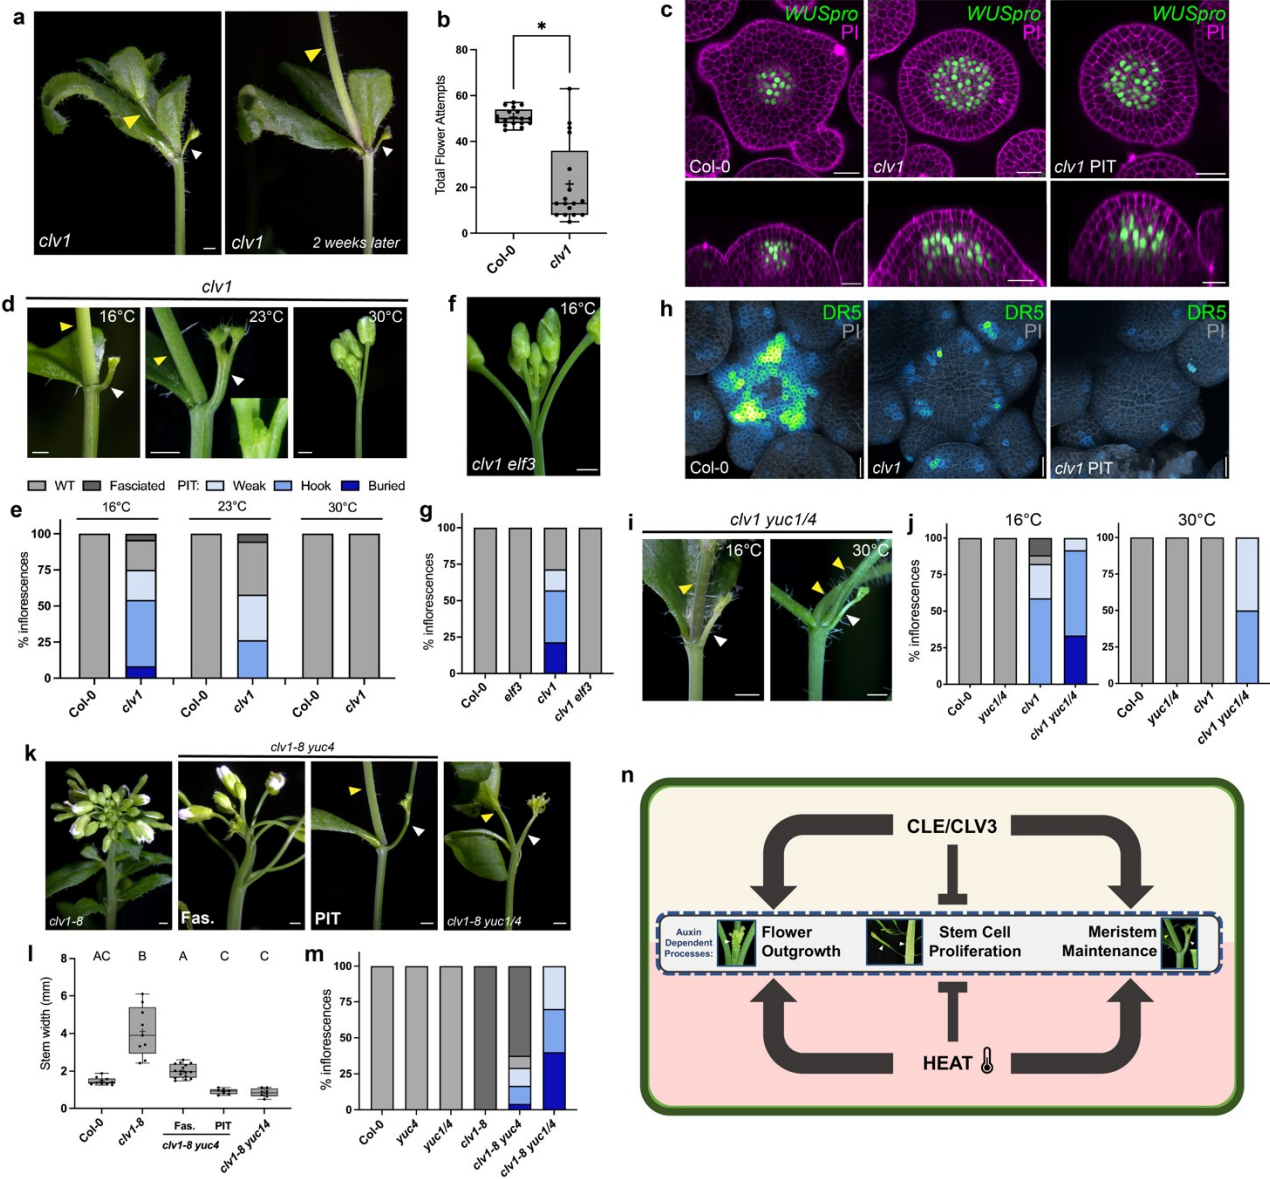 a
clv1
clv1
2 weeks later
b
*
Total Flower Attempts
80
60
40
20
0
Col-0
clv1
c
WUSpro
PI
Col-0
WUSpro
PI
clv1
WUSpro
PI
clv1 PIT
d
clv1
16°C
23°C
30°C
f
16°C
clv1 elf3
h
DR5
PI
Col-0
DR5
PI
clv1
DR5
PI
clv1 PIT
WT Fasciated PIT: Weak Hook Buried
e
16°C
23°C
30°C
% inflorescences
100
75
50
25
0
Col-0
clv1
Col-0
clv1
Col-0
clv1
g
% inflorescences
100
75
50
25
0
Col-0
elf3
clv1
clv1 elf3
i
clv1 yuc1/4
16°C
30°C
j
16°C
30°C
% inflorescences
100
75
50
25
0
Col-0
yuc1/4
clv1
clv1 yuc1/4
100
75
50
25
0
Col-0
yuc1/4
clv1
clv1 yuc1/4
k
clv1-8 yuc4
clv1-8
Fas.
PIT
clv1-8 yuc1/4
l
AC B A C C
Stem width (mm)
8
6
4
2
0
Col-0
clv1-8
Fas.
PIT
clv1-8 yuc4
clv1-8 yuc14
m
% inflorescences
100
75
50
25
0
Col-0
yuc4
yuc1/4
clv1-8
clv1-8 yuc4
clv1-8 yuc1/4
n
CLE/CLV3
Auxin
Dependent
Processes:
Flower
Outgrowth
Stem Cell
Proliferation
Meristem
Maintenance
HEAT